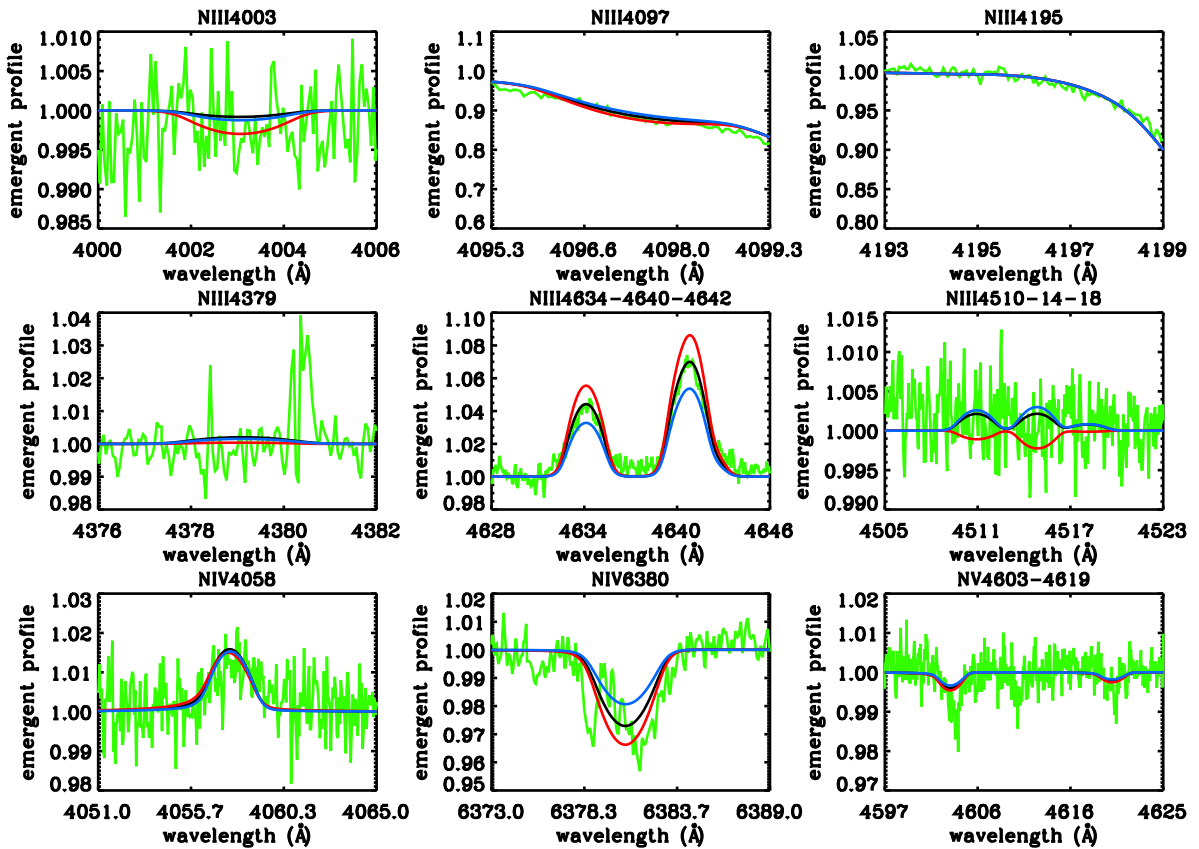 NIII4003 NIII4097 NIII4195
emergent profile
1.010
1.005
1.000
0.995
0.990
0.985
4000 4002 4004 4006
wavelength (Å)
emergent profile
1.1
1.0
0.9
0.8
0.7
0.6
4095.3 4096.6 4098.0 4099.3
wavelength (Å)
emergent profile
1.05
1.00
0.95
0.90
0.85
0.80
4193 4195 4197 4199
wavelength (Å)
NIII4379 NIII4634-4640-4642 NIII4510-14-18
emergent profile
1.04
1.03
1.02
1.01
1.00
0.99
0.98
4376 4378 4380 4382
wavelength (Å)
emergent profile
1.10
1.08
1.06
1.04
1.02
1.00
0.98
4628 4634 4640 4646
wavelength (Å)
emergent profile
1.015
1.010
1.005
1.000
0.995
0.990
4505 4511 4517 4523
wavelength (Å)
NIV4058 NIV6380 NV4603-4619
emergent profile
1.03
1.02
1.01
1.00
0.99
0.98
4051.0 4055.7 4060.3 4065.0
wavelength (Å)
emergent profile
1.02
1.01
1.00
0.99
0.98
0.97
0.96
0.95
6373.0 6378.3 6383.7 6389.0
wavelength (Å)
emergent profile
1.02
1.01
1.00
0.99
0.98
0.97
4597 4606 4616 4625
wavelength (Å)